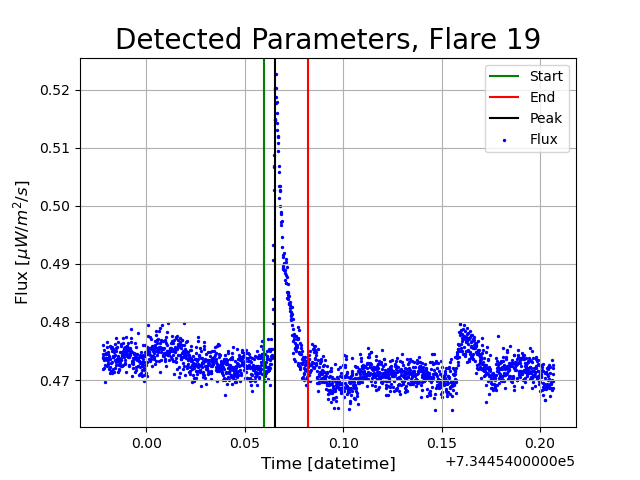 Detected Parameters, Flare 19
Start
End
Peak
Flux
0.52
0.51
0.50
0.49
0.48
0.47
Flux [μW/m²/s]
0.00 0.05 0.10 0.15 0.20
Time [datetime]
+7.3445400000e5